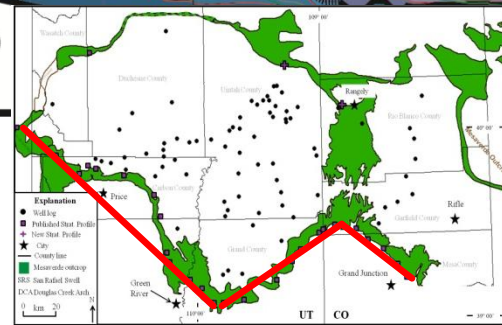 109° 00'
Wasatch County
Duchesne County
Uintah County
Rangely
Rio Blanco County
40° 00'
Mesaverde Outcrop
Explanation
Well log
Published Strat. Profile
New Strat. Profile
City
County line
Mesaverde outcrop
SRS San Rafael Swell
DCA Douglas Creek Arch
0 km 20
N
Price
Carbon County
Rifle
Garfield County
Grand County
Mesa County
Green
River
Grand Junction
110° 00'
UT
CO